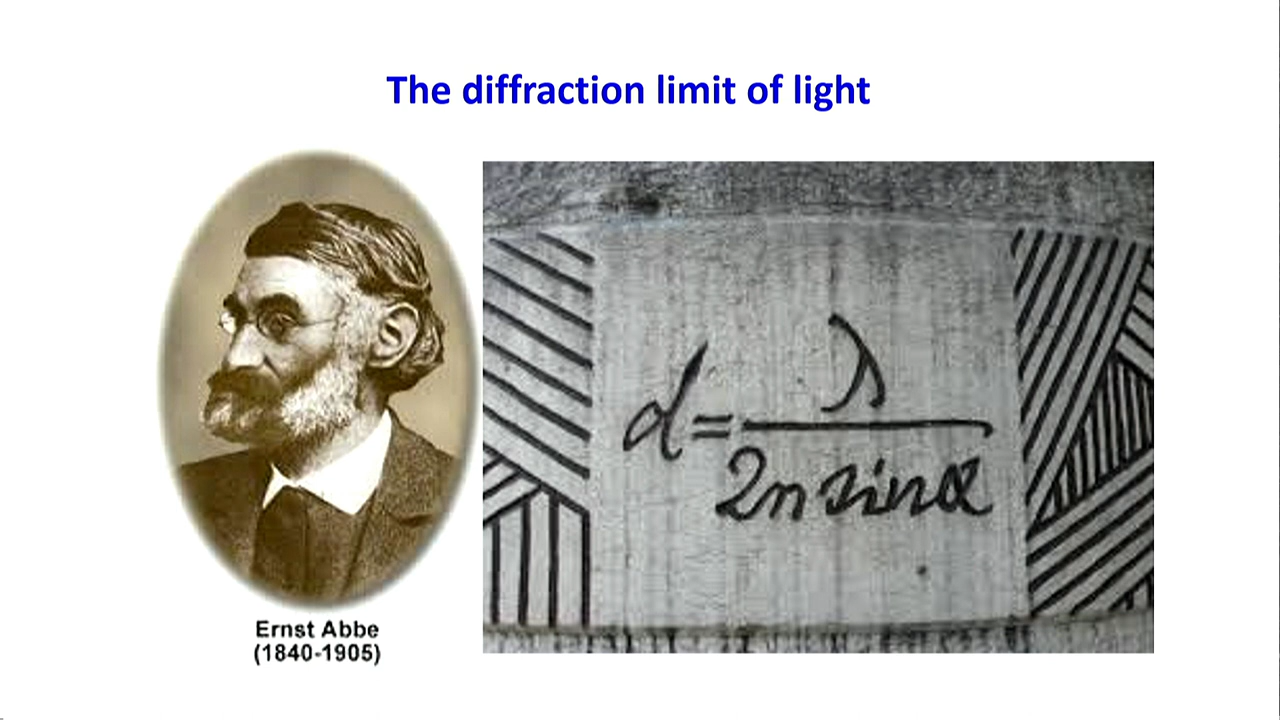 The diffraction limit of light
d = λ
2n sin α
Ernst Abbe
(1840-1905)